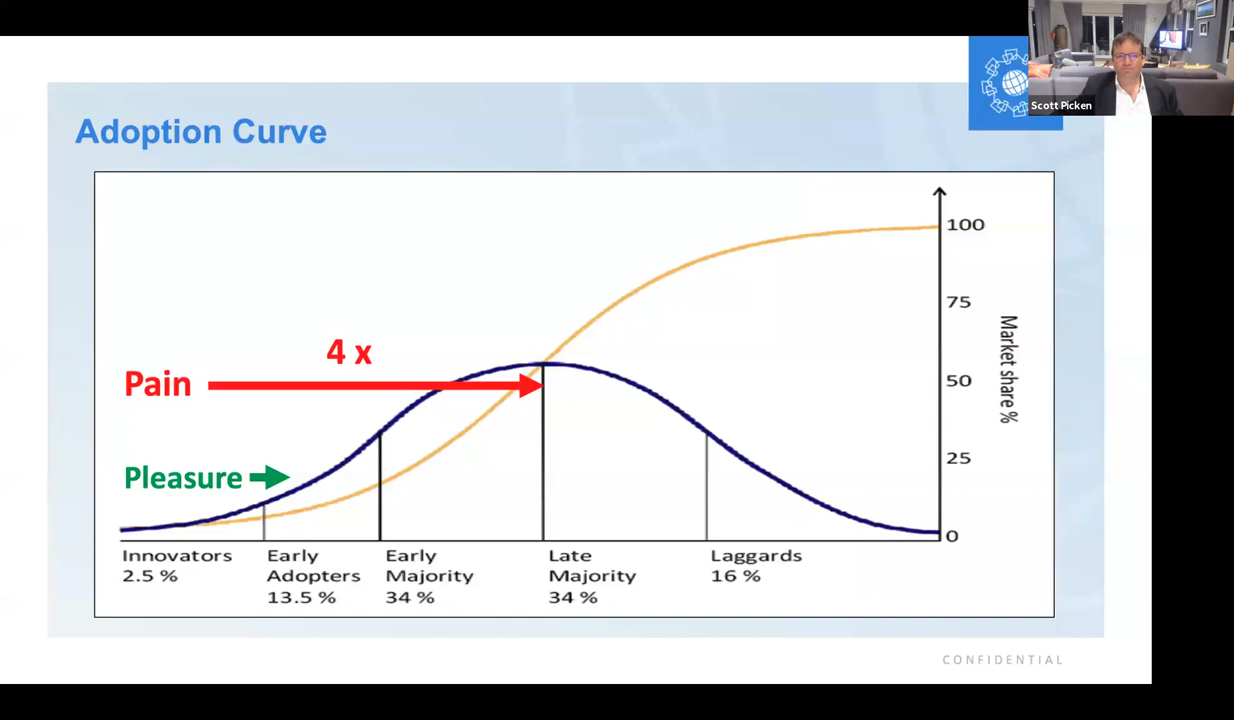 Scott Picken
Adoption Curve
100
75
50
25
0
Market share %
4 x
Pain
Pleasure
Innovators
2.5 %
Early
Adopters
13.5 %
Early
Majority
34 %
Late
Majority
34 %
Laggards
16 %
CONFIDENTIAL